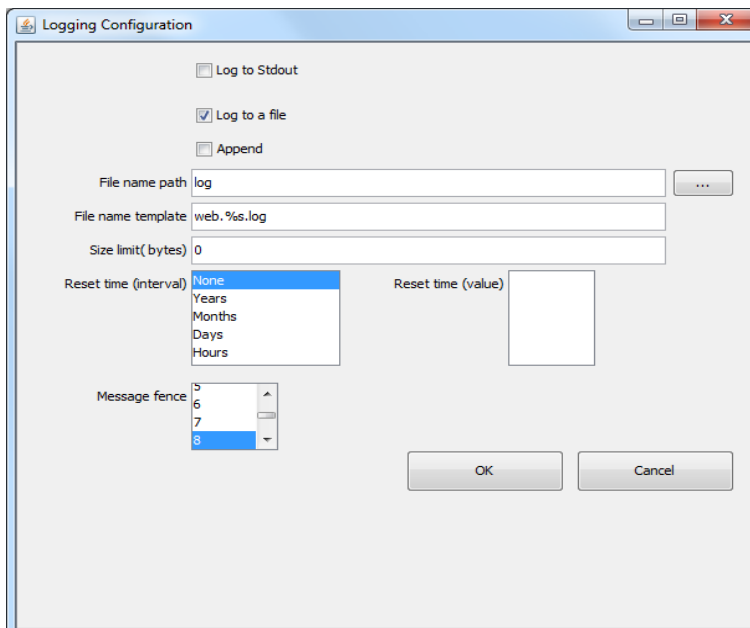 Logging Configuration
Log to Stdout
Log to a file
Append
File name path log ...
File name template web.%s.log
Size limit( bytes) 0
Reset time (interval) None Reset time (value)
Years
Months
Days
Hours
Message fence 5
6
7
8
OK Cancel